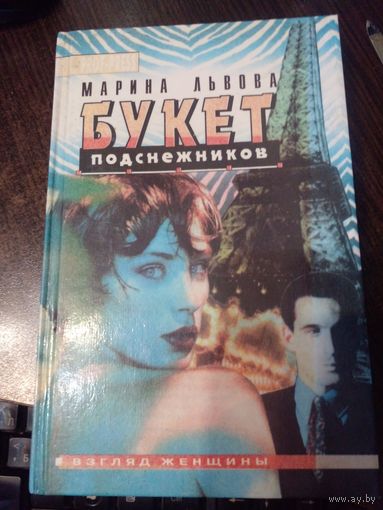 МАРИНА ЛЬВОВА
БУКЕТ
ПОДСНЕЖНИКОВ
ВЗГЛЯД ЖЕНЩИНЫ
www.ay.by